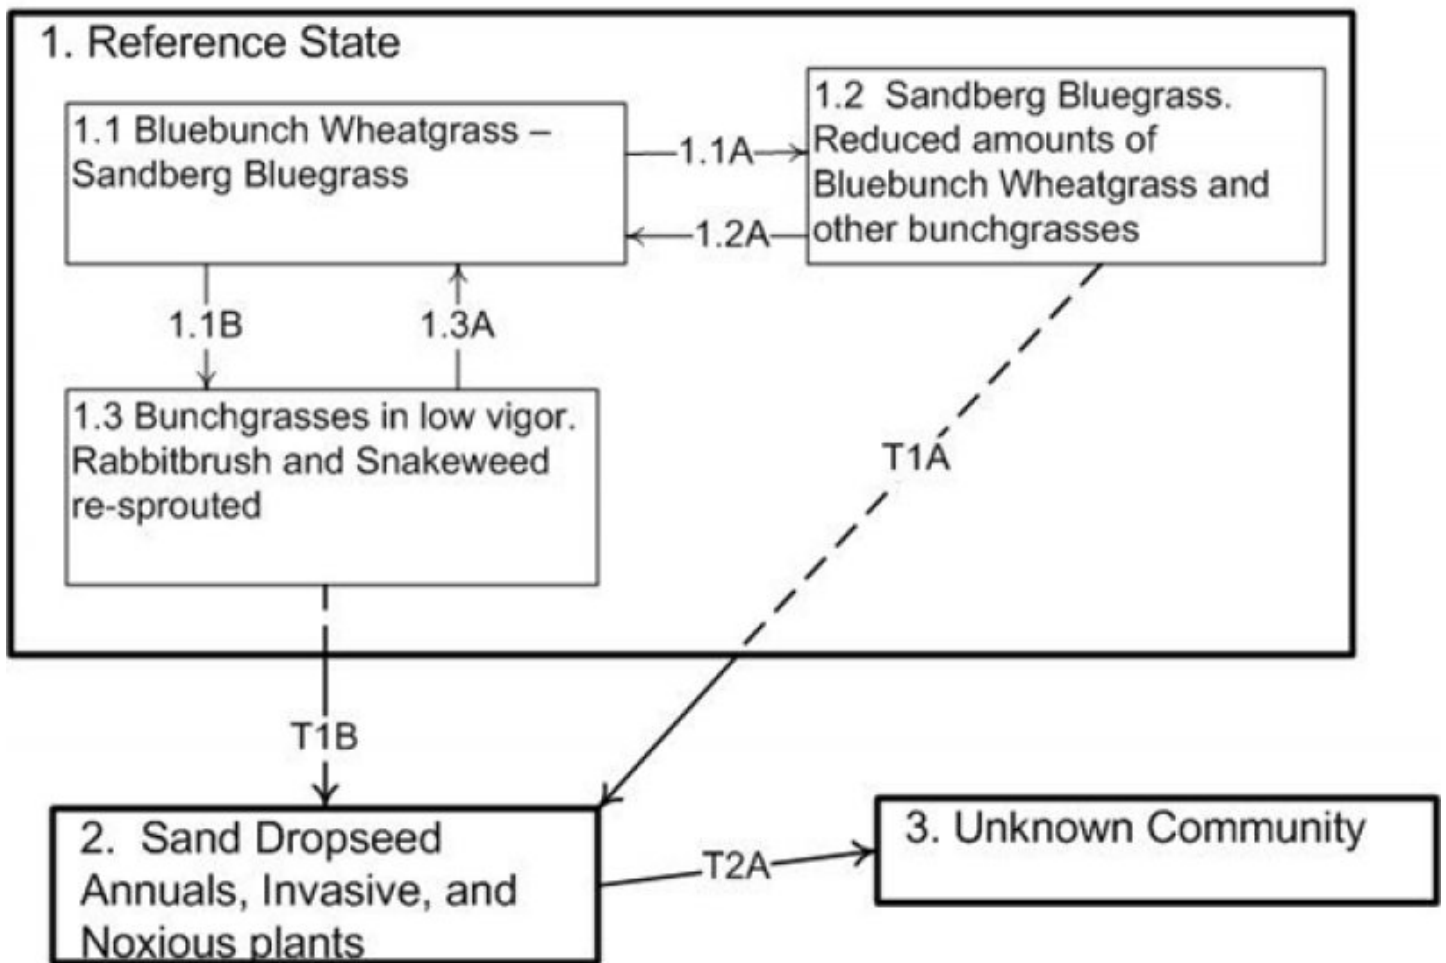 1. Reference State
1.1 Bluebunch Wheatgrass –
Sandberg Bluegrass
1.1A
1.2A
1.2  Sandberg Bluegrass.
Reduced amounts of
Bluebunch Wheatgrass and
other bunchgrasses
1.1B
1.3A
1.3 Bunchgrasses in low vigor.
Rabbitbrush and Snakeweed
re-sprouted
T1A
T1B
2.  Sand Dropseed
Annuals, Invasive, and
Noxious plants
T2A
3. Unknown Community